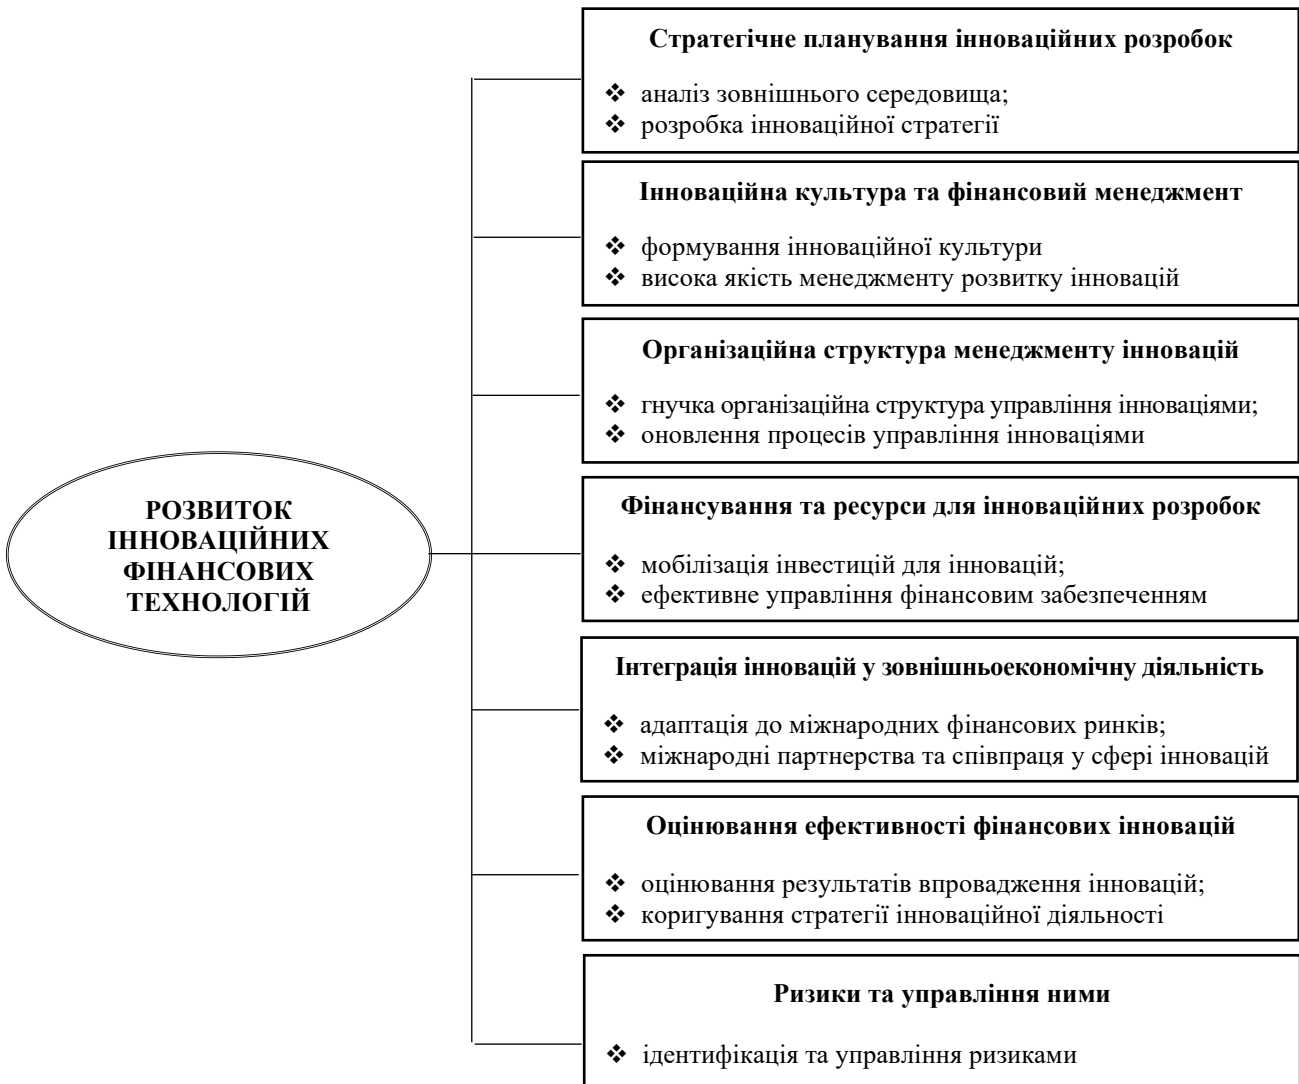 Стратегічне планування інноваційних розробок
❖ аналіз зовнішнього середовища;
❖ розробка інноваційної стратегії
Інноваційна культура та фінансовий менеджмент
❖ формування інноваційної культури
❖ висока якість менеджменту розвитку інновацій
Організаційна структура менеджменту інновацій
❖ гнучка організаційна структура управління інноваціями;
❖ оновлення процесів управління інноваціями
РОЗВИТОК
ІННОВАЦІЙНИХ
ФІНАНСОВИХ
ТЕХНОЛОГІЙ
Фінансування та ресурси для інноваційних розробок
❖ мобілізація інвестицій для інновацій;
❖ ефективне управління фінансовим забезпеченням
Інтеграція інновацій у зовнішньоекономічну діяльність
❖ адаптація до міжнародних фінансових ринків;
❖ міжнародні партнерства та співпраця у сфері інновацій
Оцінювання ефективності фінансових інновацій
❖ оцінювання результатів впровадження інновацій;
❖ коригування стратегії інноваційної діяльності
Ризики та управління ними
❖ ідентифікація та управління ризиками